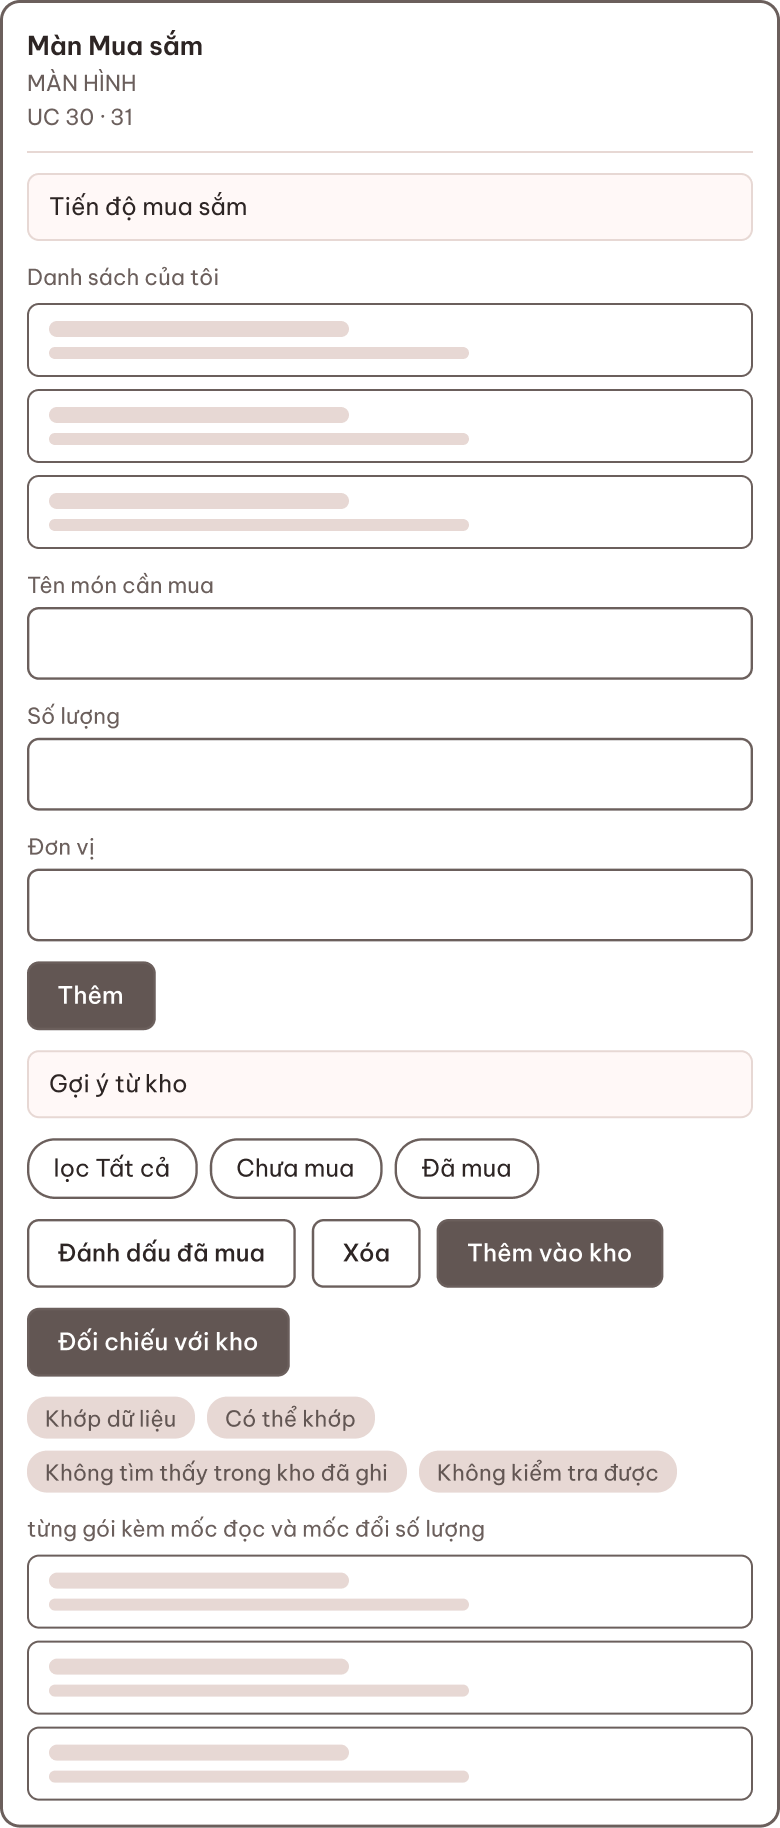 Màn Mua sắm
MÀN HÌNH
UC 30 · 31
Tiến độ mua sắm
Danh sách của tôi
Tên món cần mua
Số lượng
Đơn vị
Thêm
Gợi ý từ kho
lọc Tất cả
Chưa mua
Đã mua
Đánh dấu đã mua
Xóa
Thêm vào kho
Đối chiếu với kho
Khớp dữ liệu
Có thể khớp
Không tìm thấy trong kho đã ghi
Không kiểm tra được
từng gói kèm mốc đọc và mốc đổi số lượng